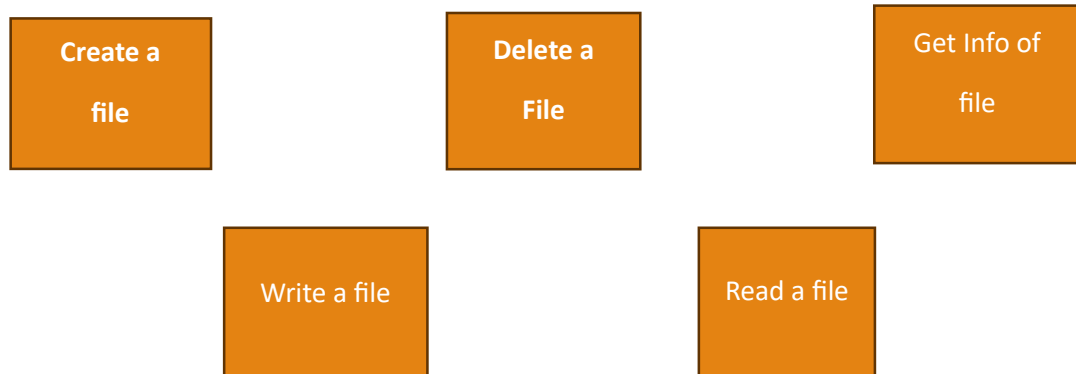 Create a
file
Delete a
File
Get Info of
file
Write a file
Read a file